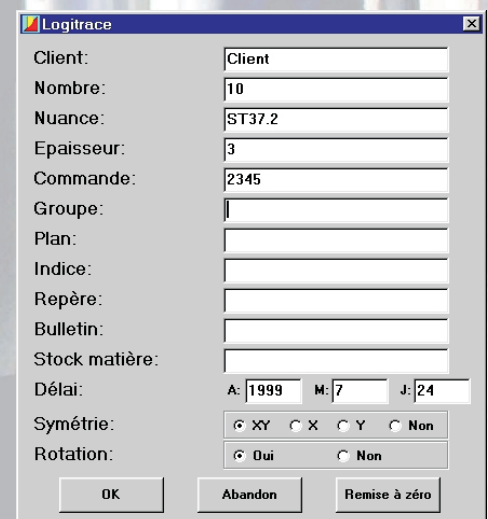 Logitrace
Client: Client
Nombre: 10
Nuance: ST37.2
Epaisseur: 3
Commande: 2345
Groupe:
Plan:
Indice:
Repère:
Bulletin:
Stock matière:
Délai: A: 1999 M: 7 J: 24
Symétrie: XY X Y Non
Rotation: Oui Non
OK Abandon Remise à zéro